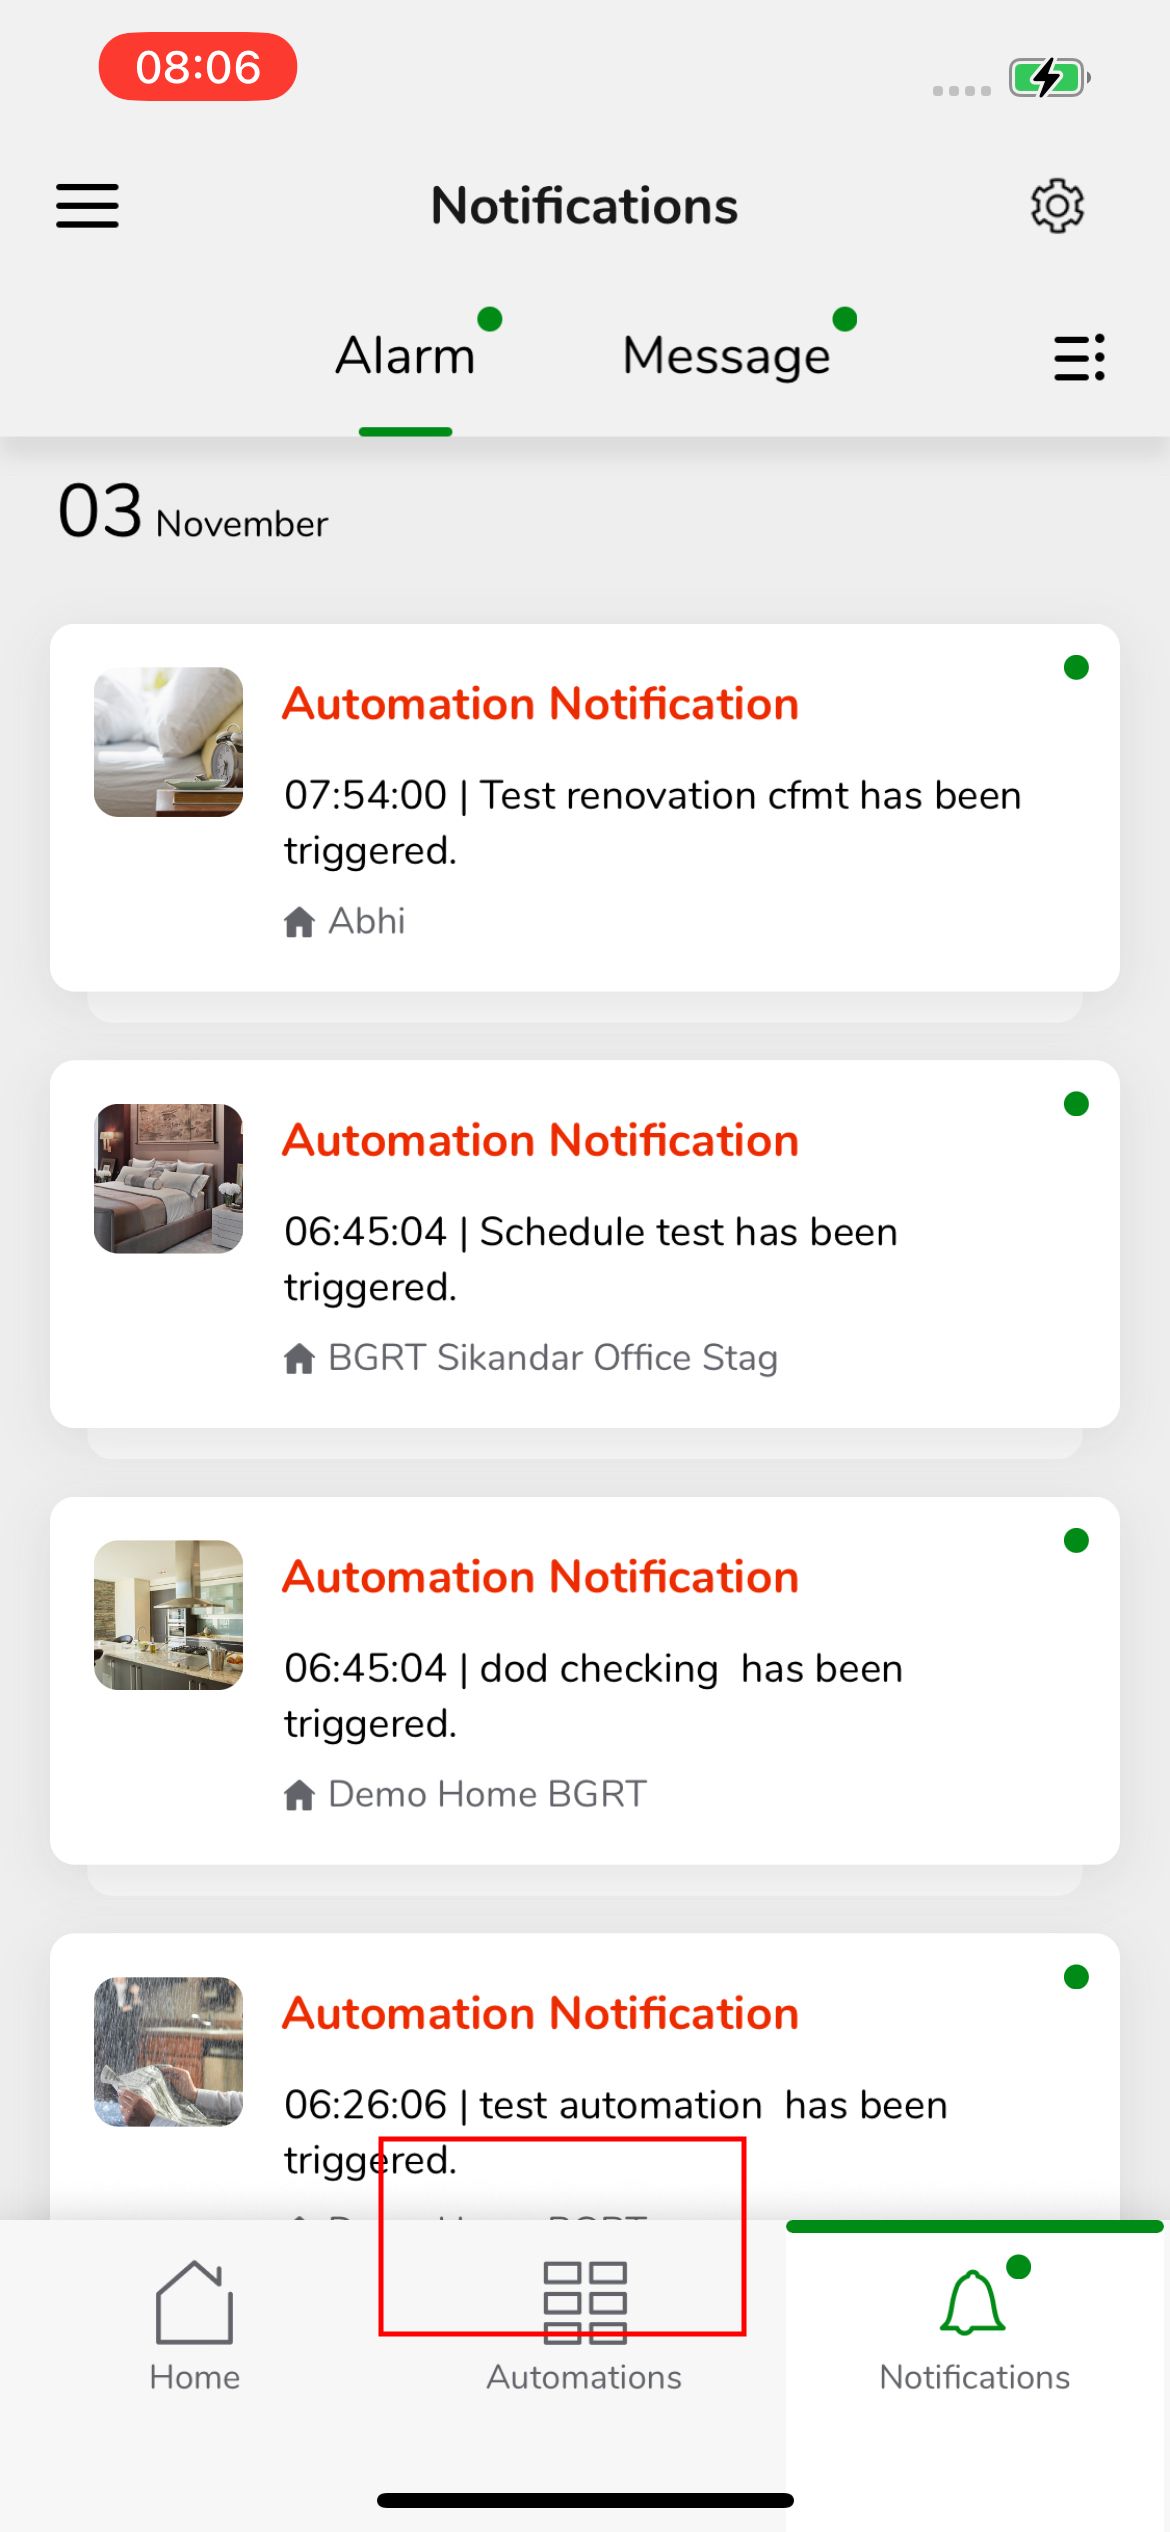 08:06
Notifications
Alarm
Message
03 November
Automation Notification
07:54:00 | Test renovation cfmt has been
triggered.
Abhi
Automation Notification
06:45:04 | Schedule test has been
triggered.
BGRT Sikandar Office Stag
Automation Notification
06:45:04 | dod checking  has been
triggered.
Demo Home BGRT
Automation Notification
06:26:06 | test automation  has been
triggered.
Home
Automations
Notifications